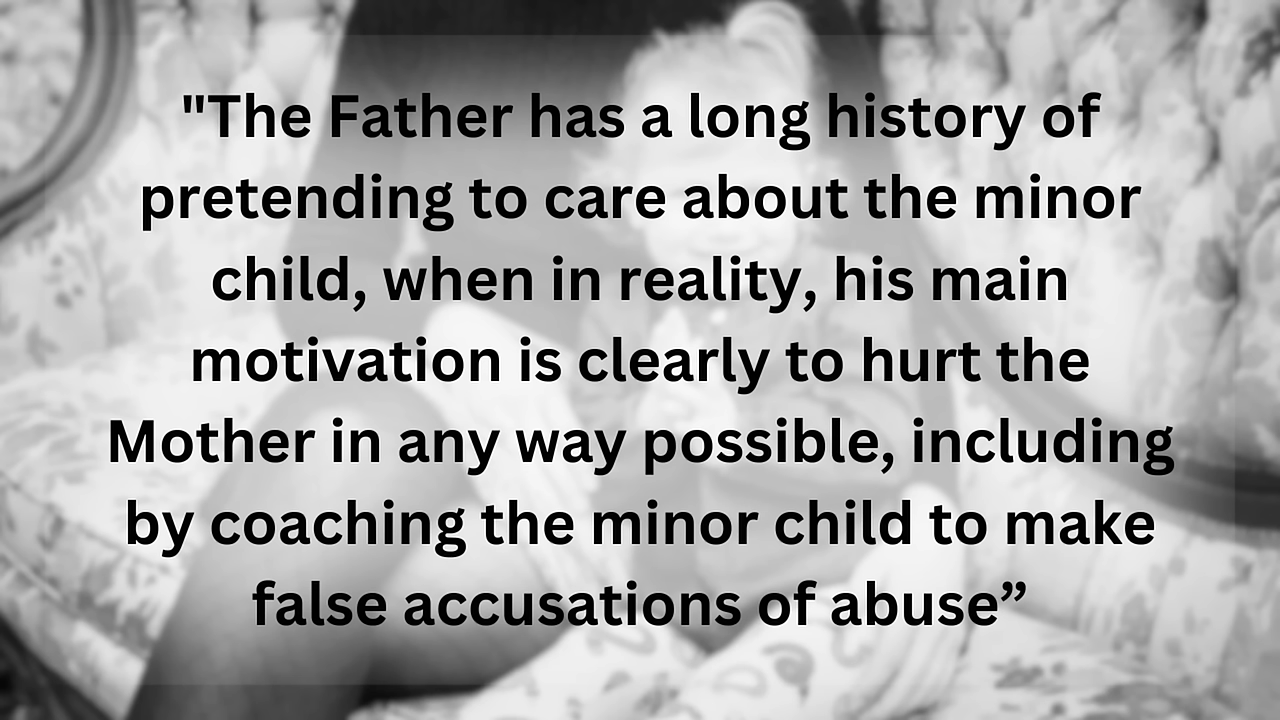 "The Father has a long history of
pretending to care about the minor
child, when in reality, his main
motivation is clearly to hurt the
Mother in any way possible, including
by coaching the minor child to make
false accusations of abuse”